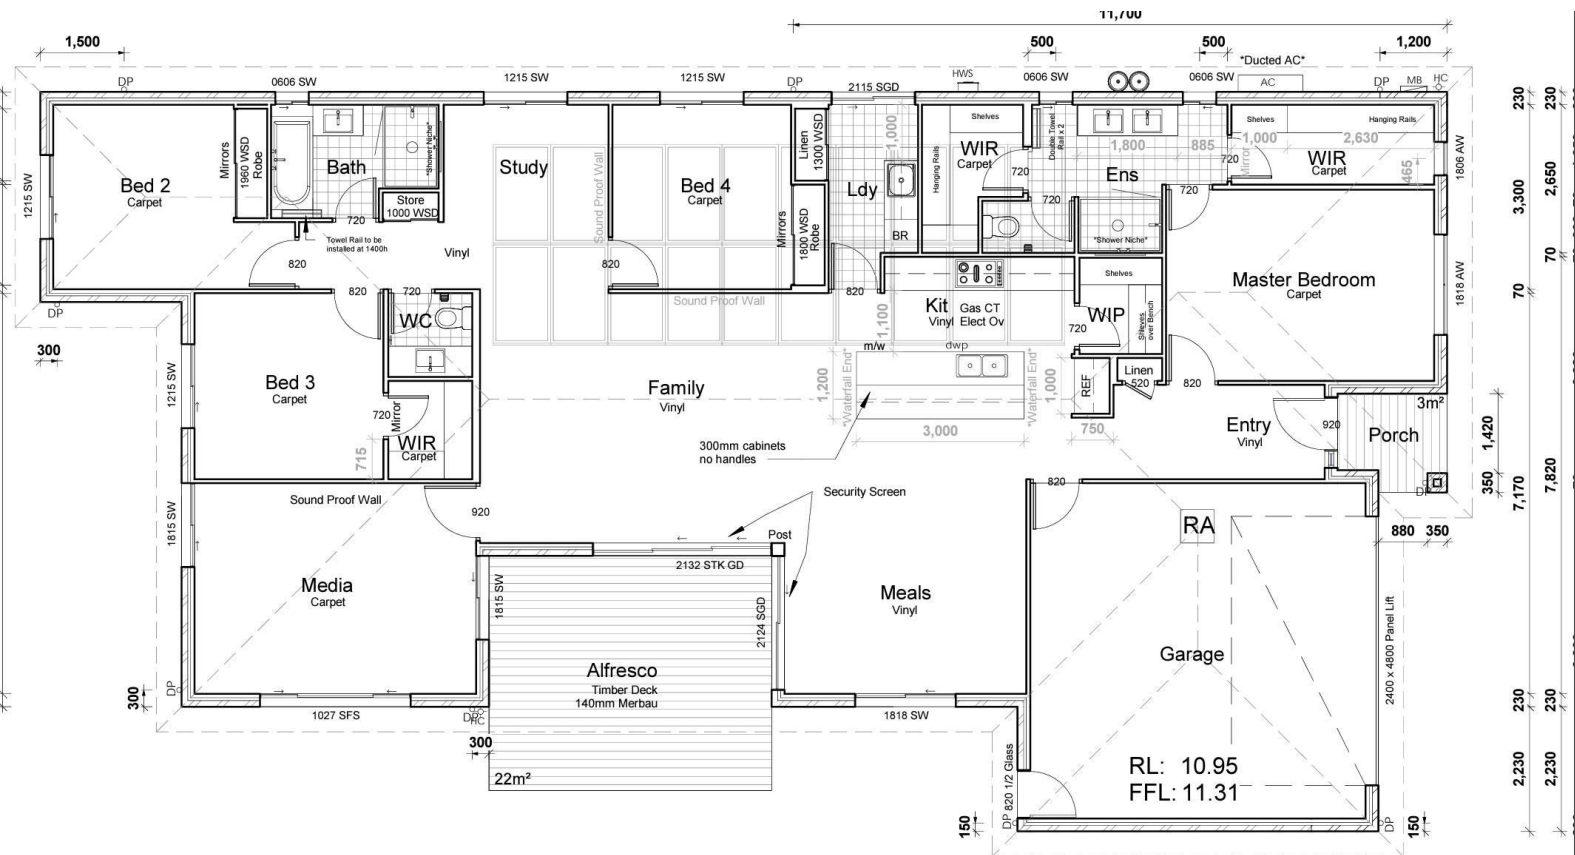 11,700
1,500
500
500
1,200
*Ducted AC*
DP
0606 SW
1215 SW
1215 SW
DP
2115 SGD
HWS
0606 SW
0606 SW
AC
DP
MB
HC
230
230
Mirrors
1960 WSD
Robe
*Shower Niche*
Sound Proof Wall
Linen
1300 WSD
1,000
Shelves
Hanging Rails
WIR
Carpet
Double Towel
Rail x 2
1,800
885
Shelves
1,000
Hanging Rails
2,630
WIR
Carpet
465
1806 AW
Bed 2
Carpet
Bath
Study
Bed 4
Carpet
Ldy
720
Ens
720
Mirror
720
3,300
2,650
1215 SW
Store
1000 WSD
720
Towel Rail to be
installed at 1400h
Vinyl
Mirrors
1800 WSD
Robe
BR
720
*Shower Niche*
70
820
820
Master Bedroom
Carpet
1818 AW
820
720
Sound Proof Wall
820
Kit
Vinyl
Gas CT
Elect Ov
1,100
Shelves
WIP
Shleves
over Bench
720
70
DP
300
WC
m/w
dwp
1215 SW
Bed 3
Carpet
Family
Vinyl
1,200
*Waterfall End*
*Waterfall End*
1,000
REF
Linen
520
820
720
Mirror
WIR
Carpet
715
3,000
750
300mm cabinets
no handles
Entry
Vinyl
920
Porch
3m²
1,420
350
7,170
7,820
Sound Proof Wall
920
Security Screen
820
DP
1815 SW
Post
RA
880
350
2132 STK GD
Media
Carpet
1815 SW
2124 SGD
Meals
Vinyl
2400 x 4800 Panel Lift
Garage
Alfresco
Timber Deck
140mm Merbau
DP
300
1027 SFS
DP
HC
300
1818 SW
230
230
22m²
820 1/2 Glass
RL: 10.95
FFL: 11.31
2,230
2,230
150
DP
DP
150